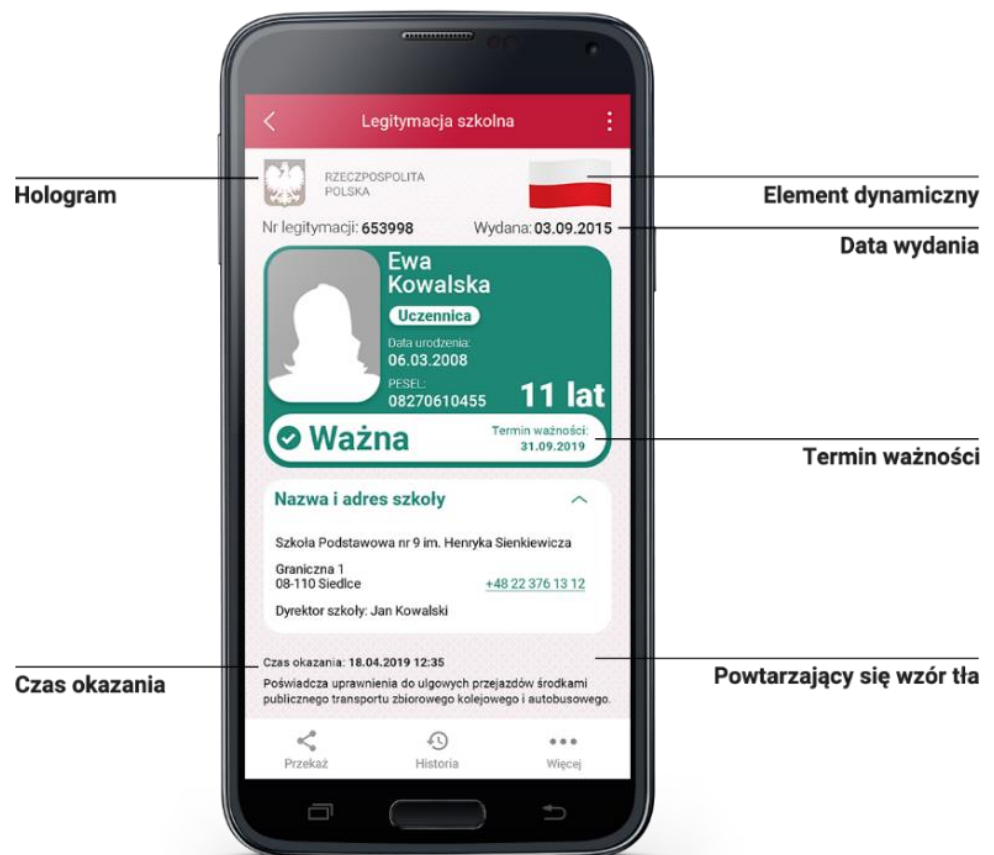 Legitymacja szkolna
RZECZPOSPOLITA
POLSKA
Hologram
Element dynamiczny
Nr legitymacji: 653998
Wydana: 03.09.2015
Data wydania
Ewa
Kowalska
Uczennica
Data urodzenia:
06.03.2008
PESEL:
08270610455
11 lat
Ważna
Termin ważności:
31.09.2019
Termin ważności
Nazwa i adres szkoły
Szkoła Podstawowa nr 9 im. Henryka Sienkiewicza
Graniczna 1
08-110 Siedlce
+48 22 376 13 12
Dyrektor szkoły: Jan Kowalski
Czas okazania: 18.04.2019 12:35
Czas okazania
Powtarzający się wzór tła
Poświadcza uprawnienia do ulgowych przejazdów środkami
publicznego transportu zbiorowego kolejowego i autobusowego.
Przekaż
Historia
Więcej